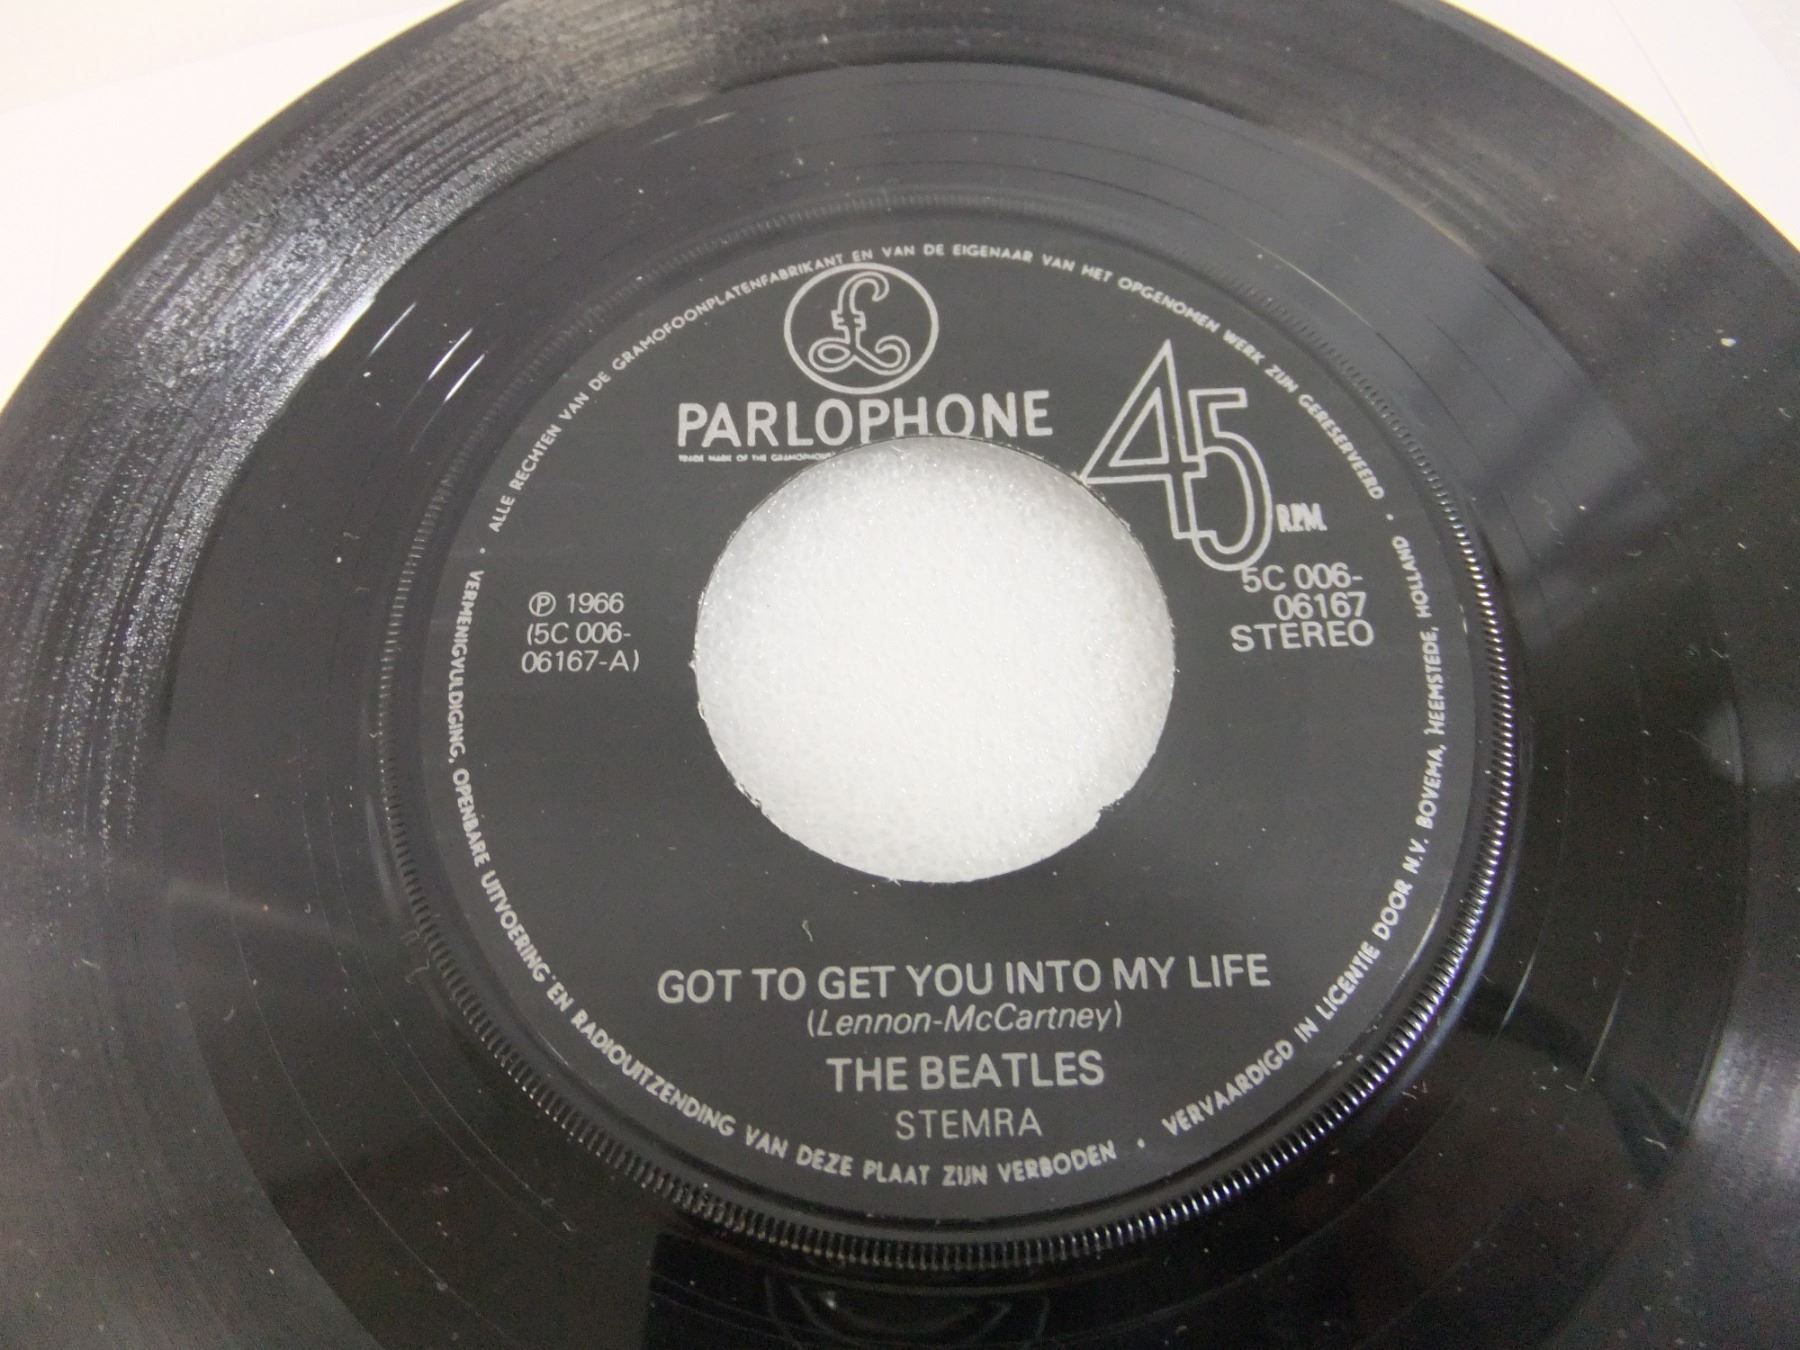 ALLE RECHTEN VAN DE GRAMOFOONPLATENFABRIKANT EN VAN DE EIGENAAR VAN HET OPGENOMEN WERK ZIJN GERESERVEERD •
£
PARLOPHONE
TRADE MARK OF THE
45 R.P.M.
℗ 1966
(5C 006-
06167-A)
5C 006-
06167
STEREO
GOT TO GET YOU INTO MY LIFE
(Lennon-McCartney)
THE BEATLES
STEMRA
• VERMENIGVULDIGING, OPENBARE UITVOERING EN RADIOUITZENDING VAN DEZE PLAAT ZIJN VERBODEN •
VERVAARDIGD IN LICENTIE DOOR N.V. BOVEMA, HEEMSTEDE, HOLLAND